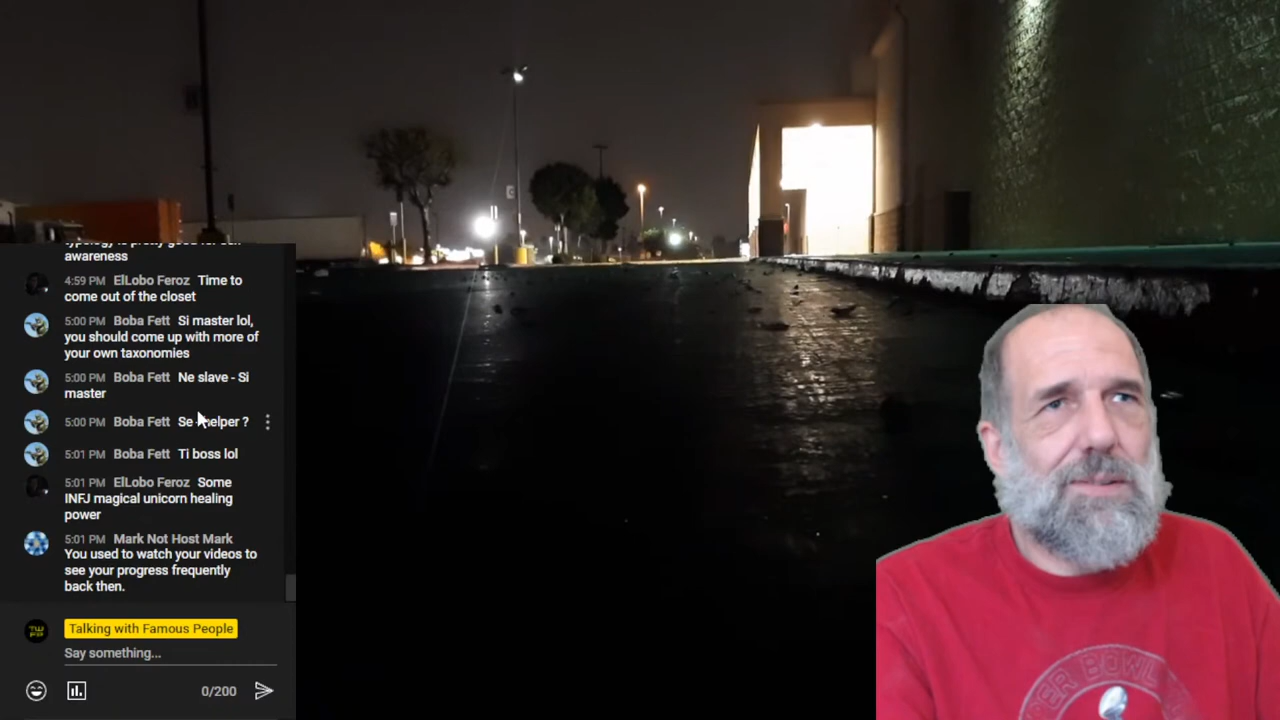 awareness
4:59 PM ElLobo Feroz Time to
come out of the closet
5:00 PM Boba Fett Si master lol,
you should come up with more of
your own taxonomies
5:00 PM Boba Fett Ne slave - Si
master
5:00 PM Boba Fett Se helper ?
5:01 PM Boba Fett Ti boss lol
5:01 PM ElLobo Feroz Some
INFJ magical unicorn healing
power
5:01 PM Mark Not Host Mark
You used to watch your videos to
see your progress frequently
back then.
TWFP
Talking with Famous People
Say something...
0/200
BOWL